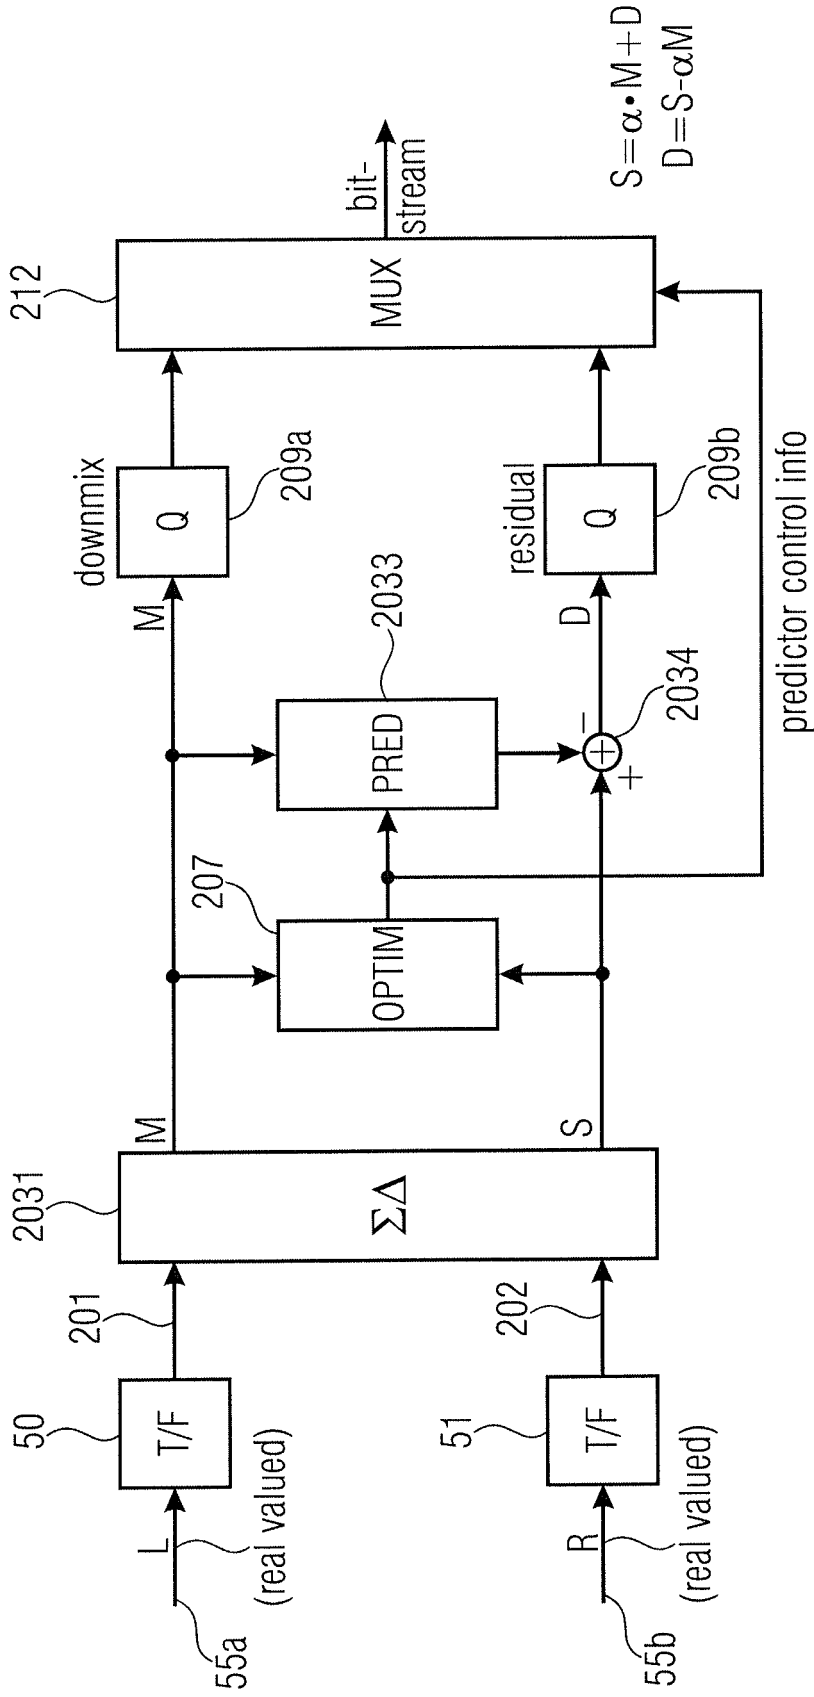 55a
L
(real valued)
50
T/F
201
55b
R
(real valued)
51
T/F
202
2031
ΣΔ
M
S
207
OPTIM
PRED
2033
+
−
+
2034
M
D
downmix
Q
209a
residual
Q
209b
predictor control info
212
MUX
bit-
stream
S=α•M+D
D=S-αM